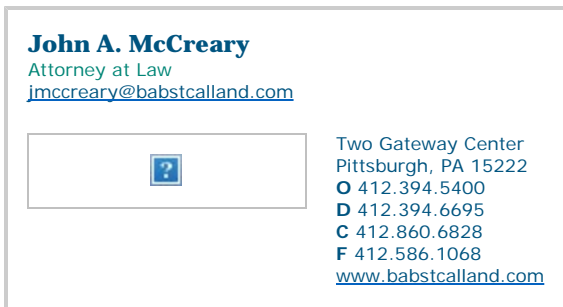 John A. McCreary
Attorney at Law
jmccreary@babstcalland.com
Two Gateway Center
Pittsburgh, PA 15222
O 412.394.5400
D 412.394.6695
C 412.860.6828
F 412.586.1068
www.babstcalland.com